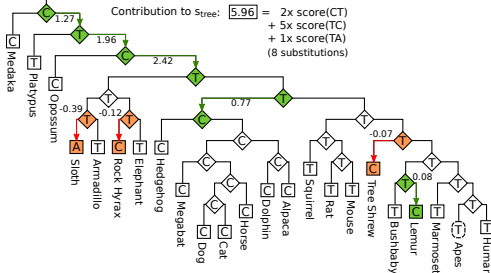 Contribution to s_tree: 5.96 = 2x score(CT)
+ 5x score(TC)
+ 1x score(TA)
(8 substitutions)
C
1.27
C
T
1.96
T
C
2.42
C
T
T
T
0.77
C
T
-0.39
T
-0.12
T
-0.07
T
A
T
C
T
C
C
C
C
C
C
C
C
C
C
C
C
T
T
T
T
T
C
T
T
0.08
T
T
C
T
T
T
T
Medaka
Platypus
Opossum
Sloth
Armadillo
Rock Hyrax
Elephant
Hedgehog
Megabat
Dog
Cat
Horse
Dolphin
Alpaca
Squirrel
Rat
Mouse
Tree Shrew
Bushbaby
Lemur
Marmoset
Apes
Human